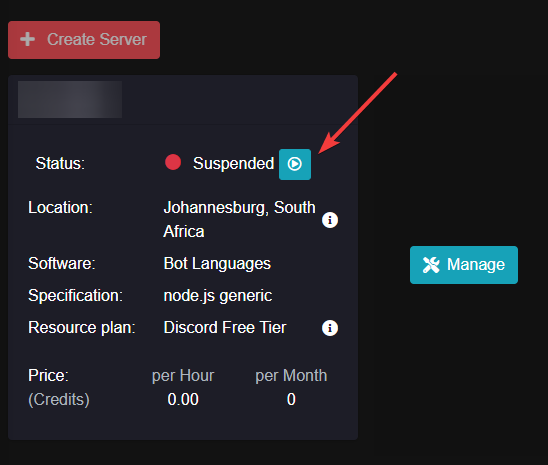 Create Server
Status: Suspended
Location: Johannesburg, South
Africa
Software: Bot Languages
Manage
Specification: node.js generic
Resource plan: Discord Free Tier
Price: per Hour per Month
(Credits) 0.00 0